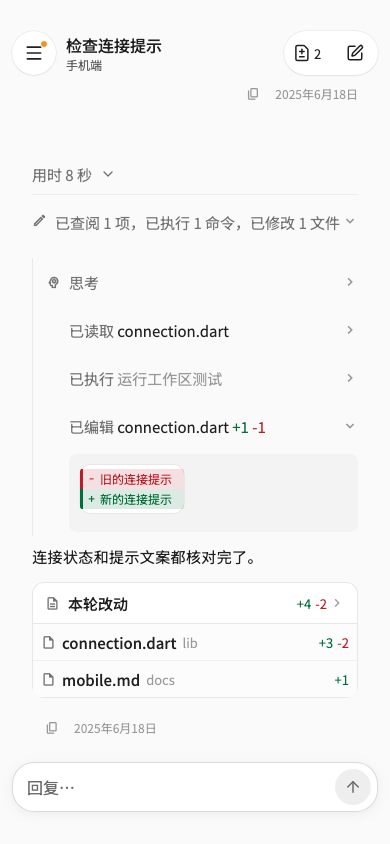 检查连接提示
手机端
2
2025年6月18日
用时 8 秒
已查阅 1 项，已执行 1 命令，已修改 1 文件
思考
已读取 connection.dart
已执行 运行工作区测试
已编辑 connection.dart +1 -1
- 旧的连接提示
+ 新的连接提示
连接状态和提示文案都核对完了。
本轮改动 +4 -2
connection.dart lib +3 -2
mobile.md docs +1
2025年6月18日
回复…